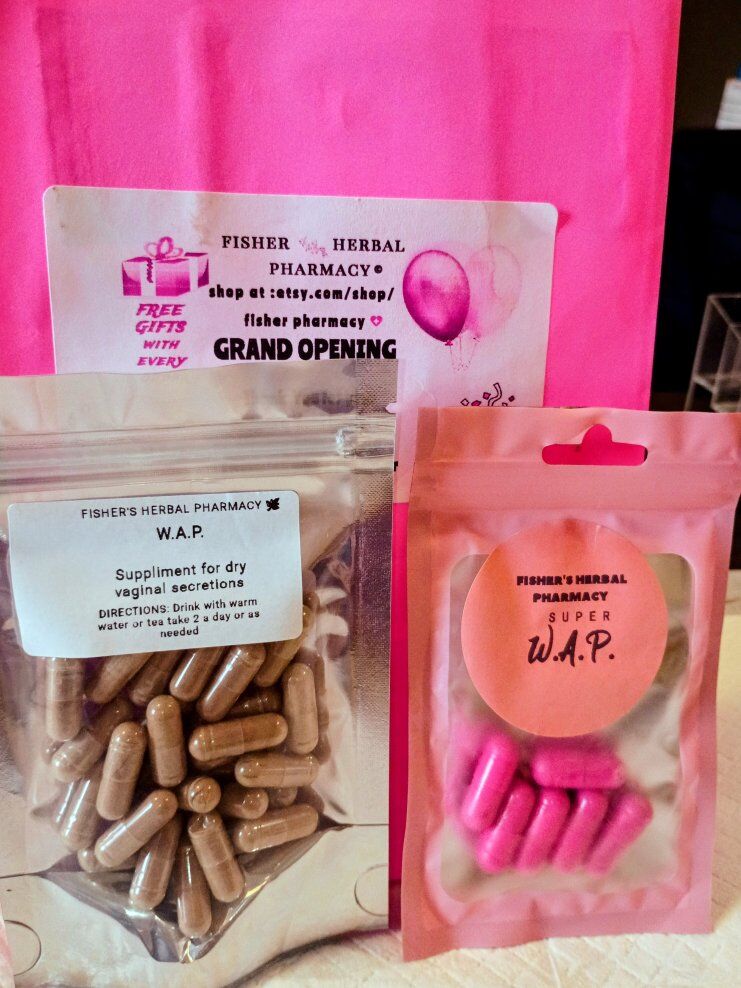 FISHER HERBAL
PHARMACY©
shop at :etsy.com/shop/
fisher pharmacy
GRAND OPENING
FREE
GIFTS
WITH
EVERY
FISHER'S HERBAL PHARMACY
W.A.P.
Suppliment for dry
vaginal secretions
DIRECTIONS: Drink with warm
water or tea take 2 a day or as
needed
FISHER'S HERBAL
PHARMACY
SUPER
W.A.P.